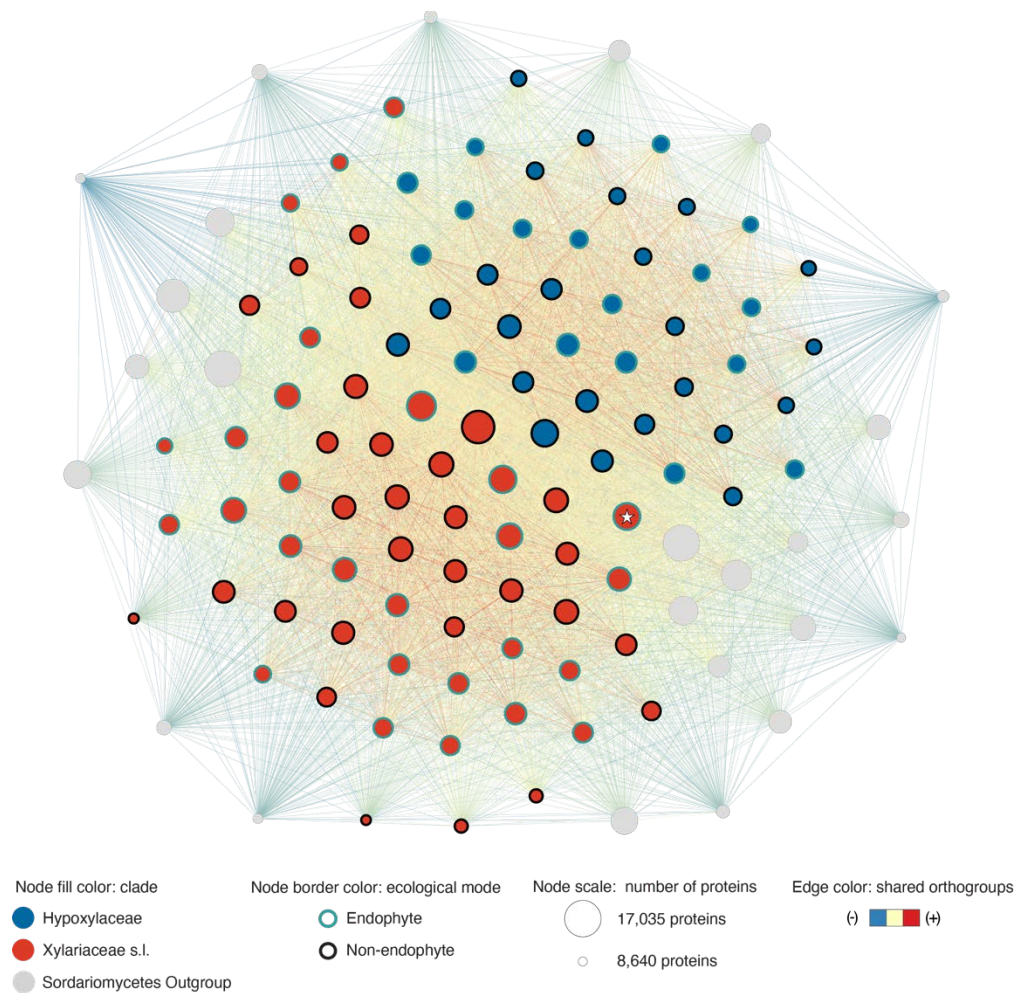 Node fill color: clade
Hypoxylaceae
Xylariaceae s.l.
Sordariomycetes Outgroup
Node border color: ecological mode
Endophyte
Non-endophyte
Node scale: number of proteins
17,035 proteins
8,640 proteins
Edge color: shared orthogroups
(-) (+)